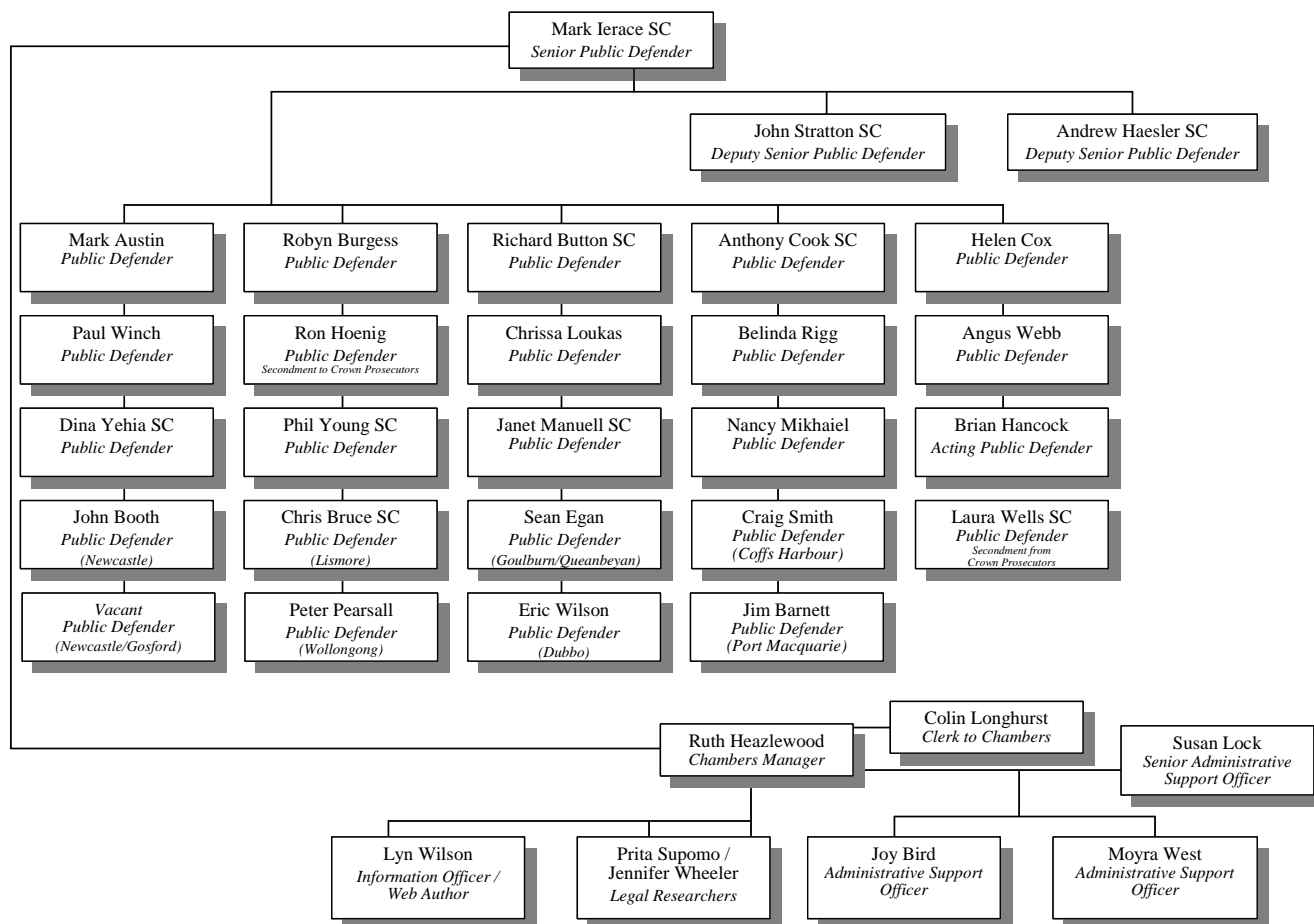 Mark Ierace SC
Senior Public Defender
John Stratton SC
Deputy Senior Public Defender
Andrew Haesler SC
Deputy Senior Public Defender
Mark Austin
Public Defender
Robyn Burgess
Public Defender
Richard Button SC
Public Defender
Anthony Cook SC
Public Defender
Helen Cox
Public Defender
Paul Winch
Public Defender
Ron Hoenig
Public Defender
Secondment to Crown Prosecutors
Chrissa Loukas
Public Defender
Belinda Rigg
Public Defender
Angus Webb
Public Defender
Dina Yehia SC
Public Defender
Phil Young SC
Public Defender
Janet Manuell SC
Public Defender
Nancy Mikhaiel
Public Defender
Brian Hancock
Acting Public Defender
John Booth
Public Defender
(Newcastle)
Chris Bruce SC
Public Defender
(Lismore)
Sean Egan
Public Defender
(Goulburn/Queanbeyan)
Craig Smith
Public Defender
(Coffs Harbour)
Laura Wells SC
Public Defender
Secondment from
Crown Prosecutors
Vacant
Public Defender
(Newcastle/Gosford)
Peter Pearsall
Public Defender
(Wollongong)
Eric Wilson
Public Defender
(Dubbo)
Jim Barnett
Public Defender
(Port Macquarie)
Ruth Heazlewood
Chambers Manager
Colin Longhurst
Clerk to Chambers
Susan Lock
Senior Administrative
Support Officer
Lyn Wilson
Information Officer /
Web Author
Prita Supomo /
Jennifer Wheeler
Legal Researchers
Joy Bird
Administrative Support
Officer
Moyra West
Administrative Support
Officer